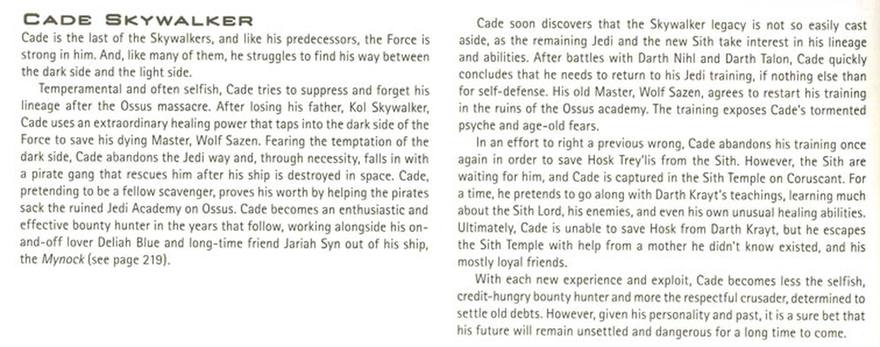 CADE SKYWALKER
Cade is the last of the Skywalkers, and like his predecessors, the Force is
strong in him. And, like many of them, he struggles to find his way between
the dark side and the light side.
Temperamental and often selfish, Cade tries to suppress and forget his
lineage after the Ossus massacre. After losing his father, Kol Skywalker,
Cade uses an extraordinary healing power that taps into the dark side of the
Force to save his dying Master, Wolf Sazen. Fearing the temptation of the
dark side, Cade abandons the Jedi way and, through necessity, falls in with
a pirate gang that rescues him after his ship is destroyed in space. Cade,
pretending to be a fellow scavenger, proves his worth by helping the pirates
sack the ruined Jedi Academy on Ossus. Cade becomes an enthusiastic and
effective bounty hunter in the years that follow, working alongside his on-
and-off lover Deliah Blue and long-time friend Jariah Syn out of his ship,
the Mynock (see page 219).
Cade soon discovers that the Skywalker legacy is not so easily cast
aside, as the remaining Jedi and the new Sith take interest in his lineage
and abilities. After battles with Darth Nihl and Darth Talon, Cade quickly
concludes that he needs to return to his Jedi training, if nothing else than
for self-defense. His old Master, Wolf Sazen, agrees to restart his training
in the ruins of the Ossus academy. The training exposes Cade's tormented
psyche and age-old fears.
In an effort to right a previous wrong, Cade abandons his training once
again in order to save Hosk Trey'lis from the Sith. However, the Sith are
waiting for him, and Cade is captured in the Sith Temple on Coruscant. For
a time, he pretends to go along with Darth Krayt's teachings, learning much
about the Sith Lord, his enemies, and even his own unusual healing abilities.
Ultimately, Cade is unable to save Hosk from Darth Krayt, but he escapes
the Sith Temple with help from a mother he didn't know existed, and his
mostly loyal friends.
With each new experience and exploit, Cade becomes less the selfish,
credit-hungry bounty hunter and more the respectful crusader, determined to
settle old debts. However, given his personality and past, it is a sure bet that
his future will remain unsettled and dangerous for a long time to come.